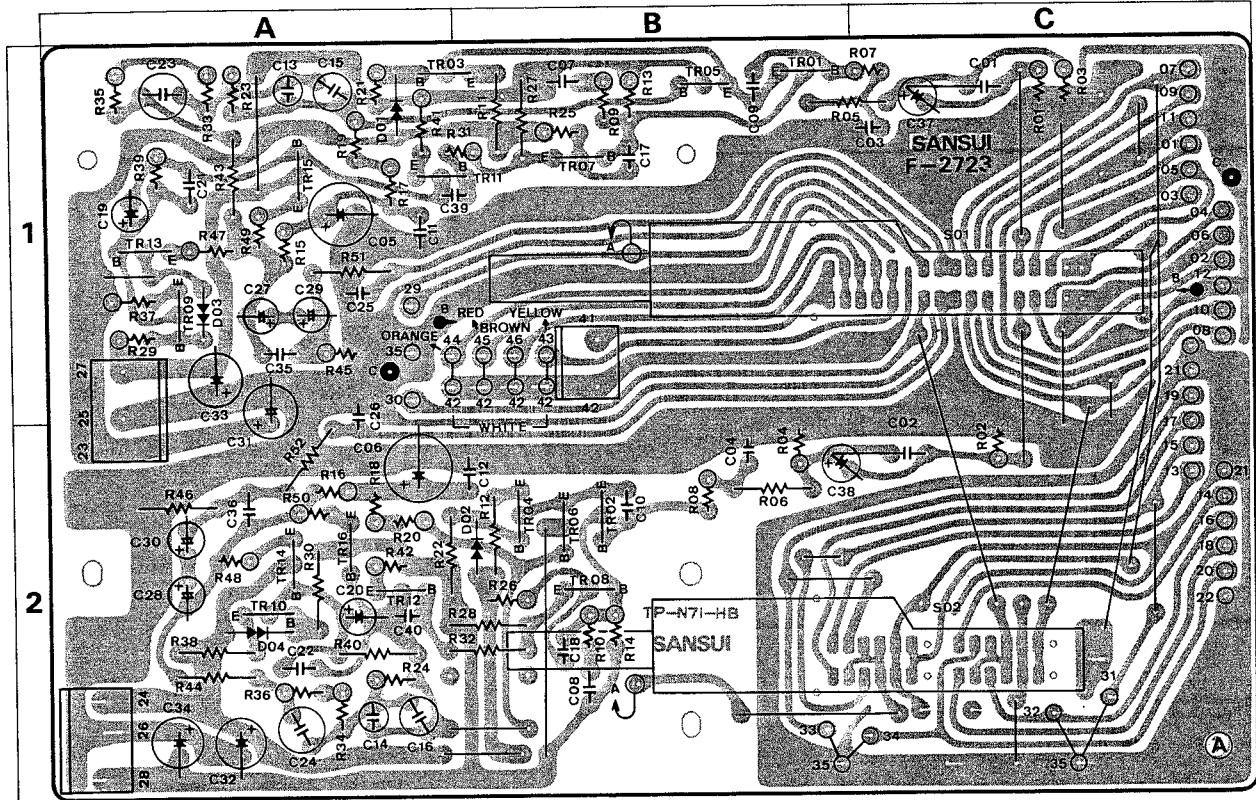 A
B
C
1
2
C23
C13
C15
TR03
C07
R13
TR05
TR01
R07
C01
R35
R33
R23
R21
D01
R41
R27
R25
R09
C09
R05
C37
R01
R03
C03
SANSUI
F-2723
R39
C21
R43
TR15
R19
R17
R31
TR11
TR07
C17
C19
C39
C11
C05
TR13
R47
R49
R15
R51
C25
S01
R37
TR09
D03
C27
C29
R29
C35
R45
C33
C31
C26
29
ORANGE
35
30
RED
BROWN
YELLOW
44
45
46
43
42
42
42
42
WHITE
41
42
07
09
11
01
05
03
04
06
02
12
10
08
21
19
17
15
13
21
14
16
18
20
22
27
25
23
R32
C06
C12
C04
R04
C02
R02
R16
R18
R08
R06
C38
R46
C36
R50
R20
R12
TR04
TR06
TR02
C10
C30
R48
TR14
R30
TR16
R42
R22
D02
R26
TR08
C28
C20
TR12
C40
R28
TR10
D04
R38
R32
R40
C22
R24
R44
R36
C18
R10
R14
C08
TP-N71-HB
SANSUI
S02
24
26
28
C34
C32
C24
R34
C14
C16
31
32
33
34
35
35
A